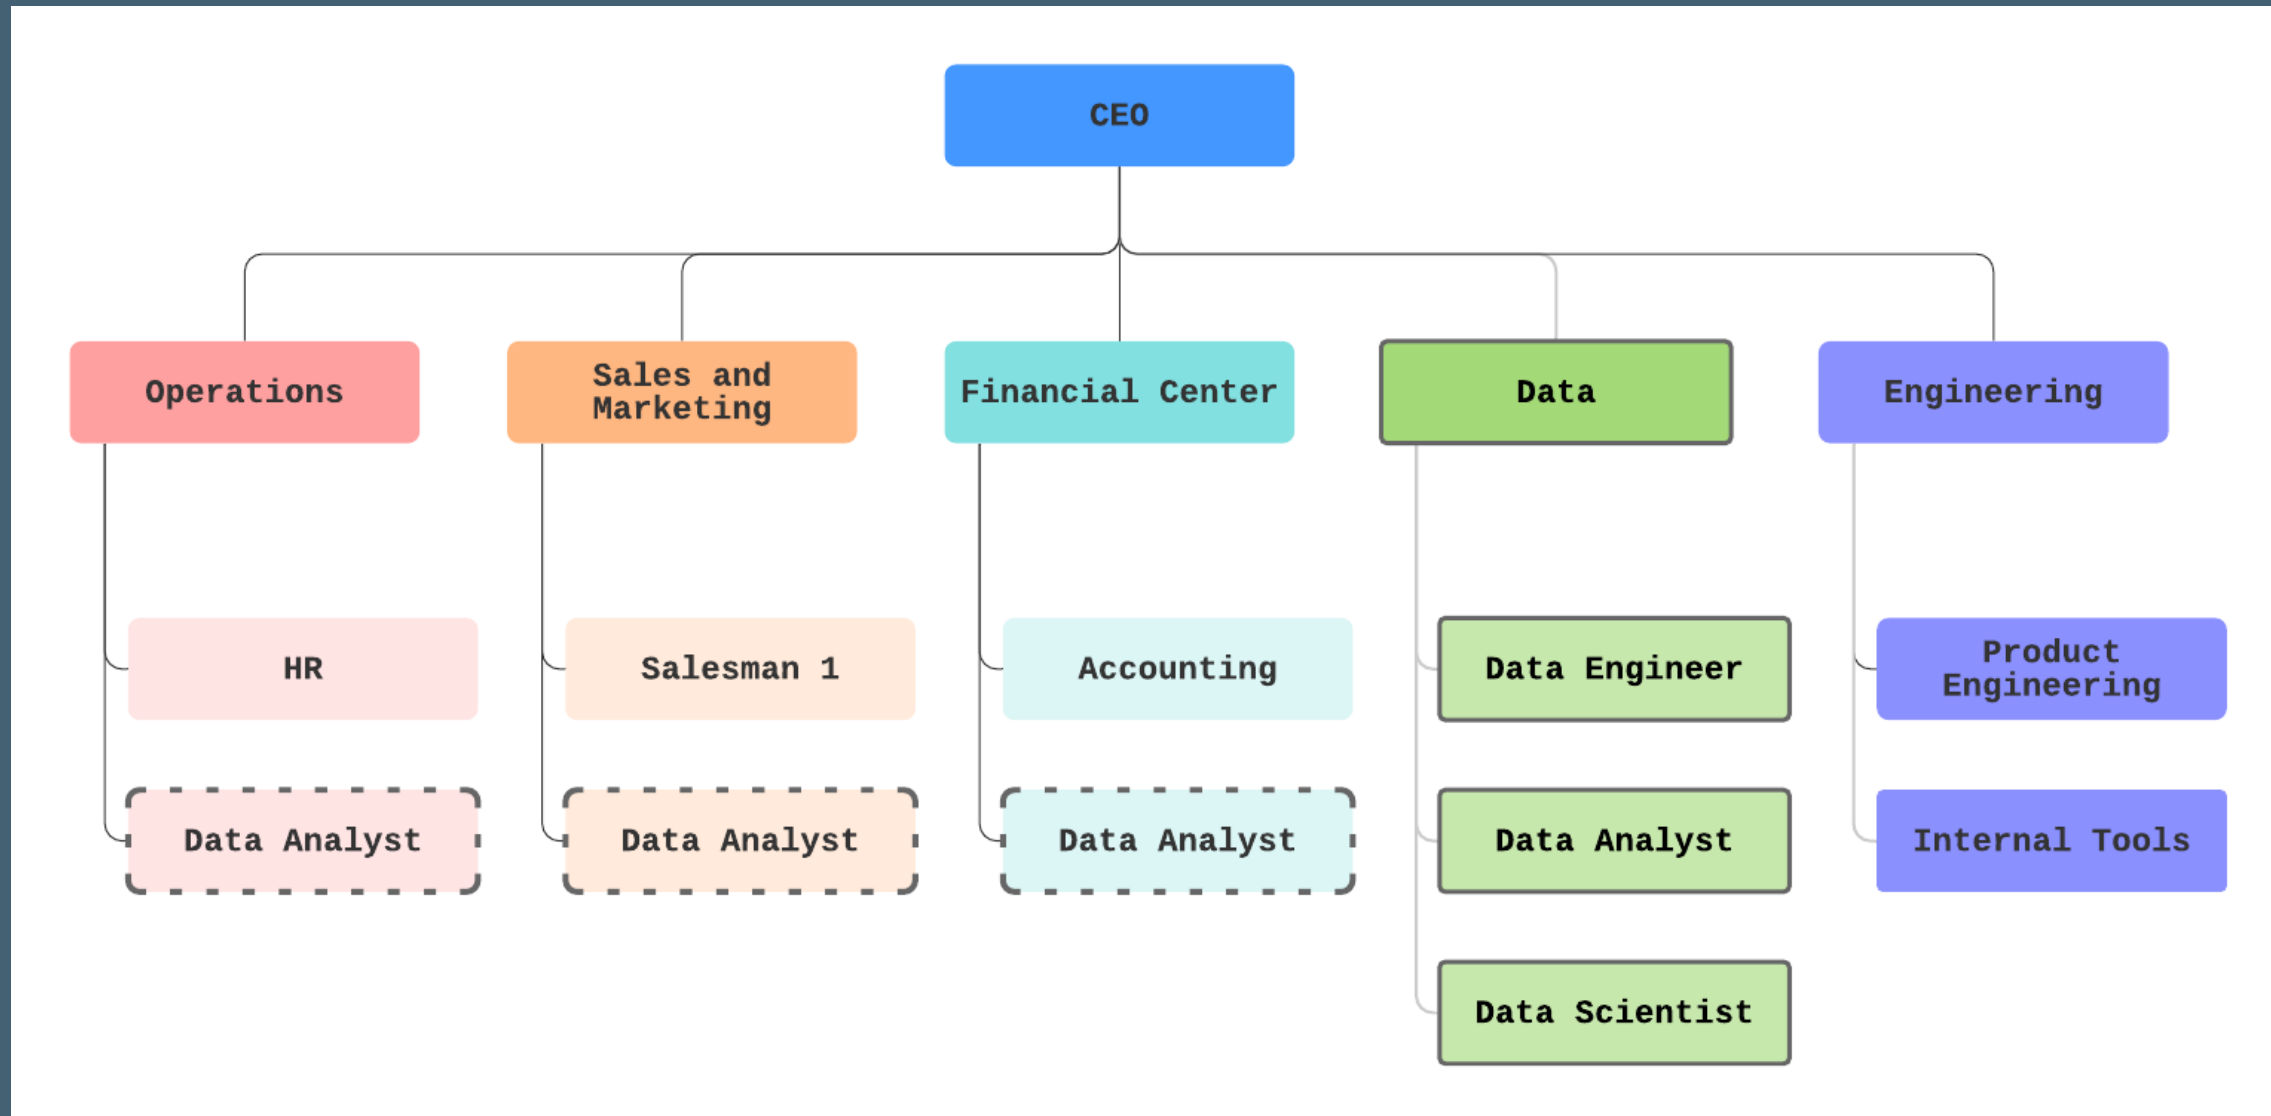 CEO
Operations
Sales and
Marketing
Financial Center
Data
Engineering
HR
Salesman 1
Accounting
Data Engineer
Product
Engineering
Data Analyst
Data Analyst
Data Analyst
Data Analyst
Internal Tools
Data Scientist